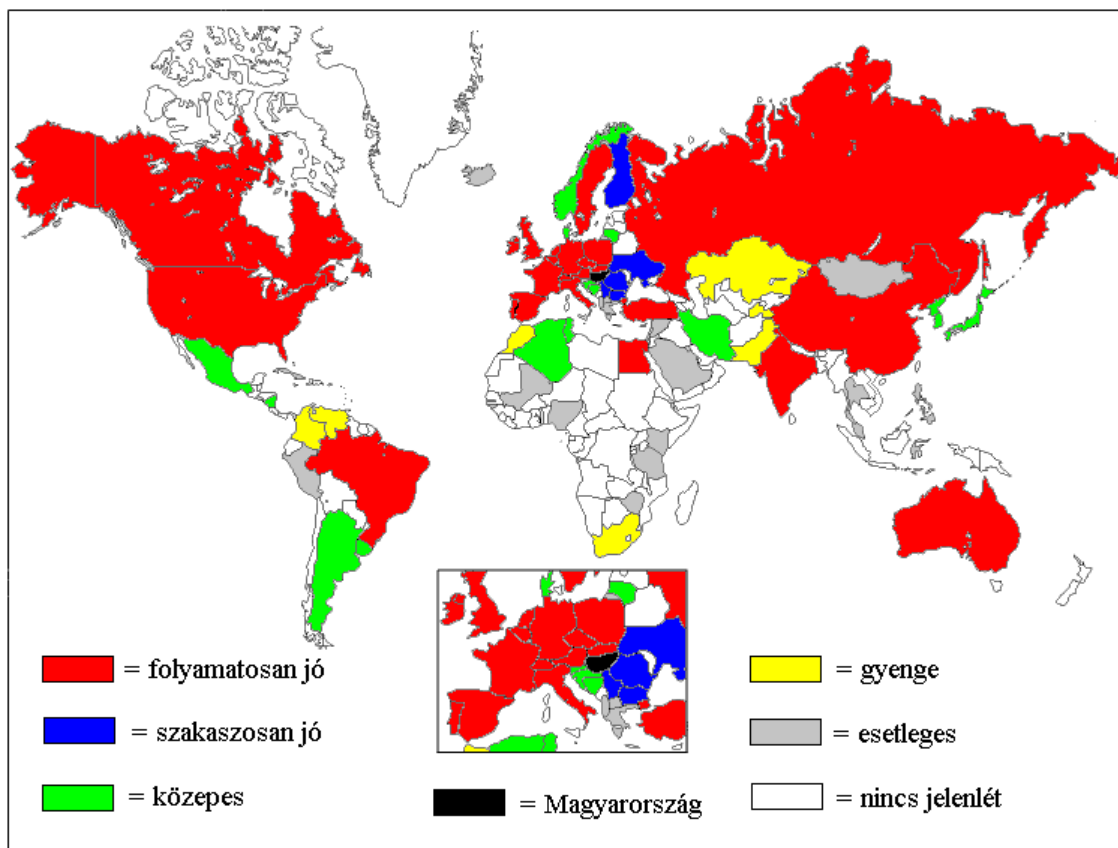 = folyamatosan jó
= gyenge
= szakaszosan jó
= esetleges
= közepes
= Magyarország
= nincs jelenlét